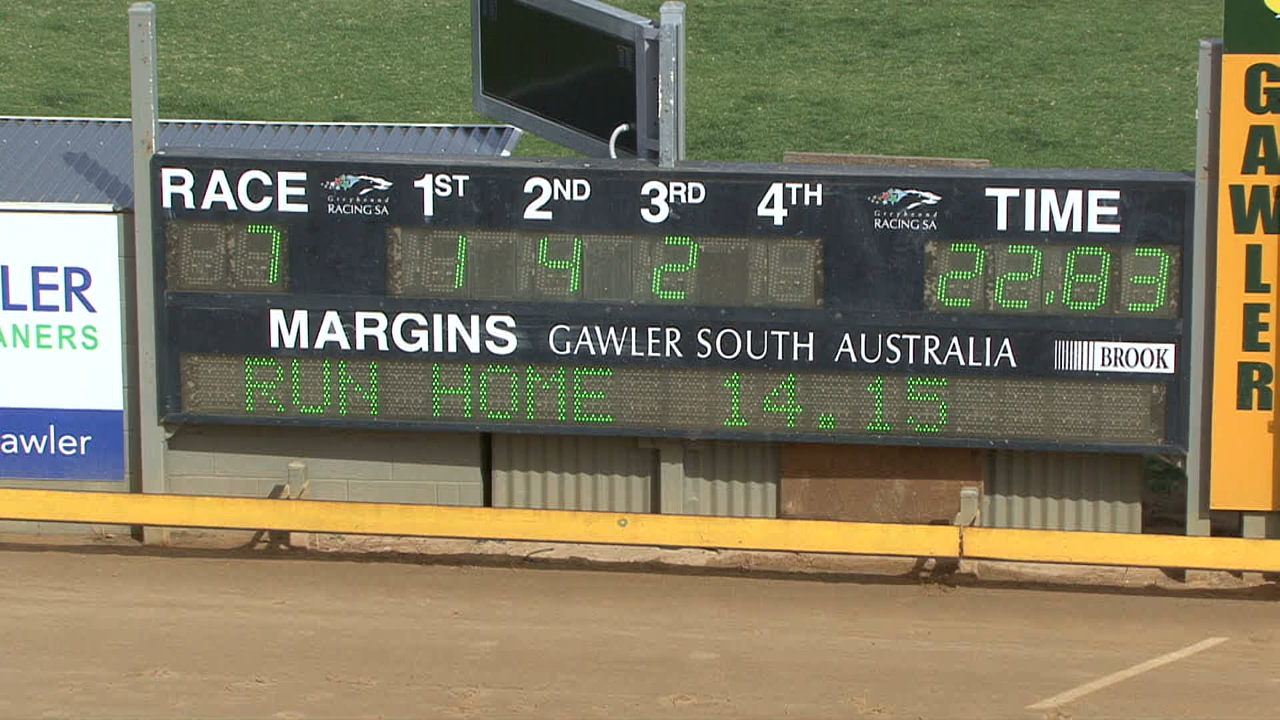 RACE Greyhound RACING SA 1ST 2ND 3RD 4TH Greyhound RACING SA TIME
7 1 4 2 22.83
MARGINS GAWLER SOUTH AUSTRALIA BROOK
RUN HOME 14.15
LER
ANERS
awler
GAWLER